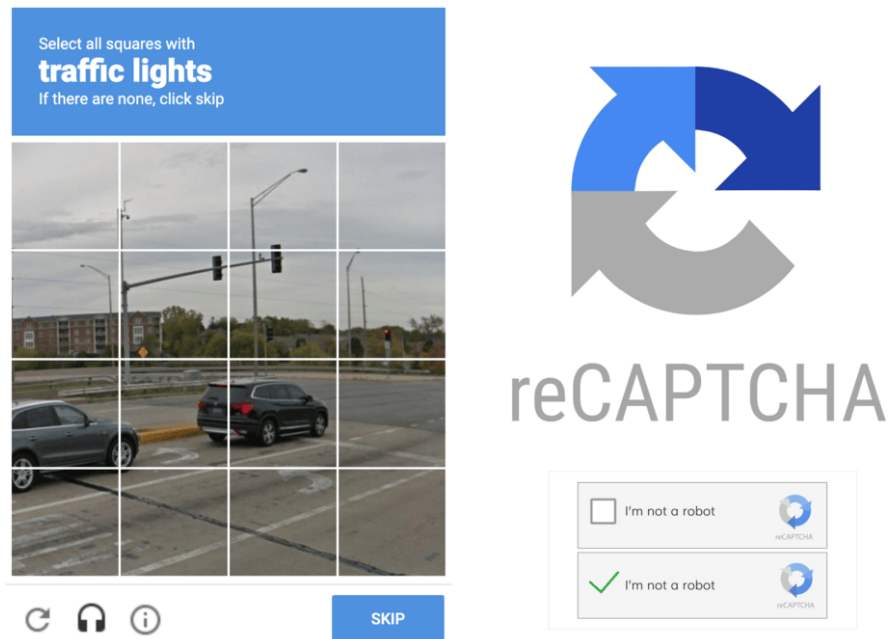 Select all squares with
traffic lights
If there are none, click skip
SKIP
reCAPTCHA
I'm not a robot
reCAPTCHA
I'm not a robot
reCAPTCHA